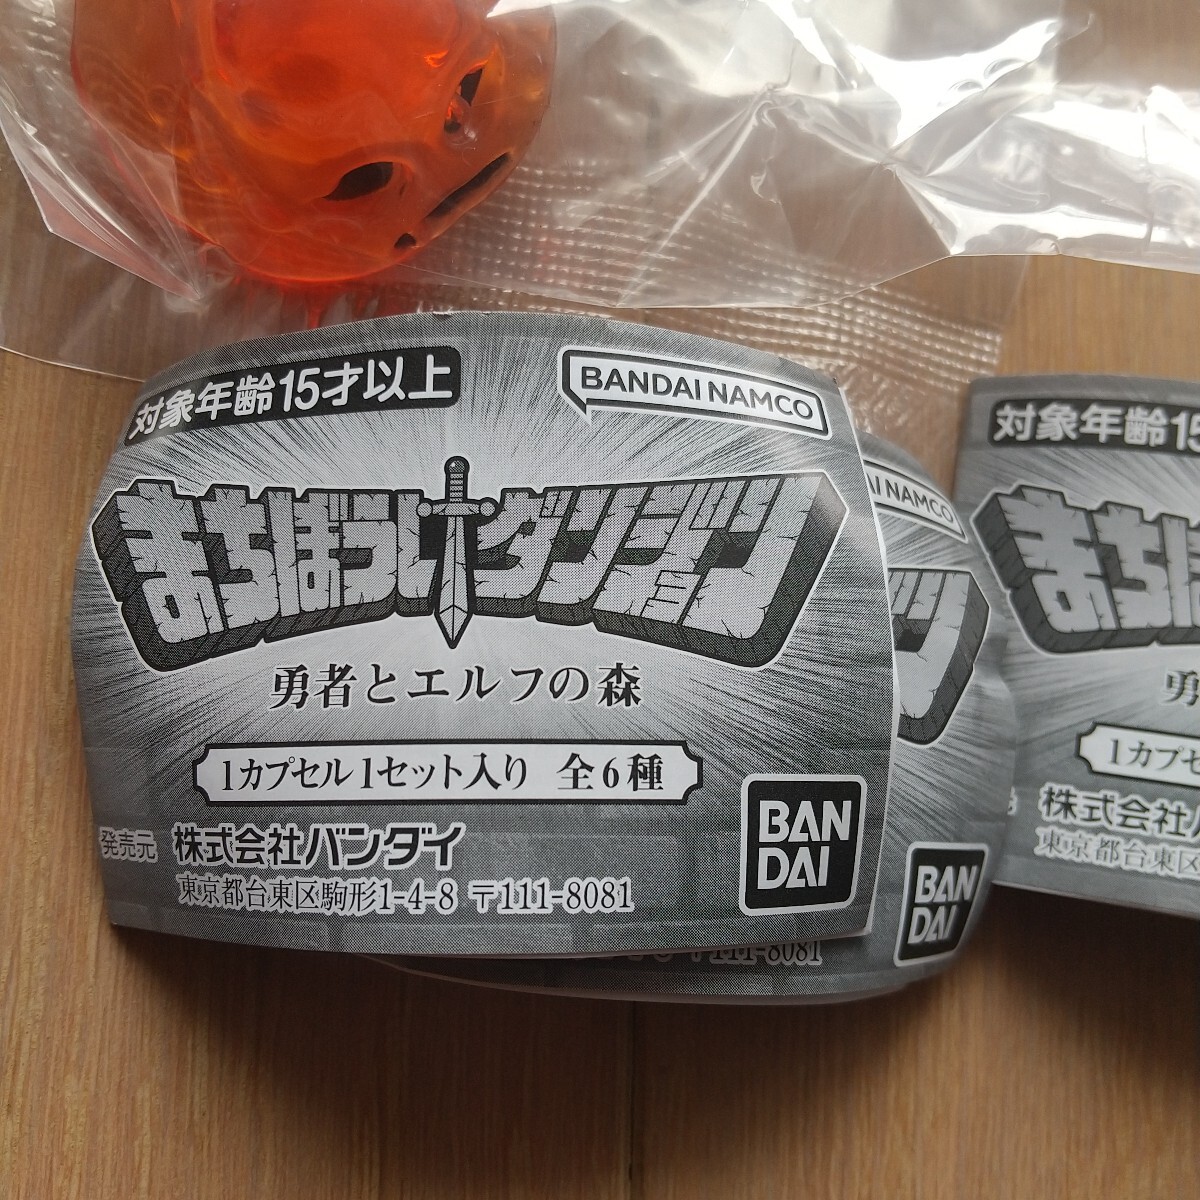 対象年齢15才以上
BANDAI NAMCO
まちぼうけダンジョン
勇者とエルフの森
1カプセル1セット入り 全6種
発売元 株式会社バンダイ
東京都台東区駒形1-4-8 〒111-8081
BAN
DAI
AI NAMCO
BAN
DAI
〒111-8081
対象年齢15
まちぼ
勇
1カプセ
株式会社バ
東京都台東区